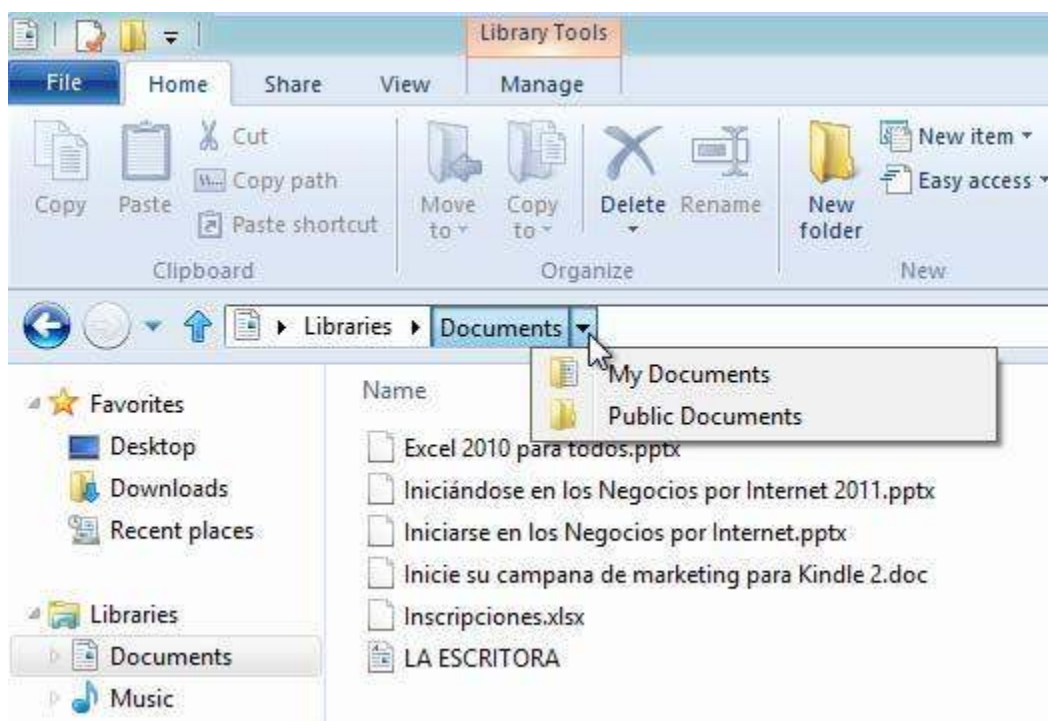 Library Tools
File Home Share View Manage
Cut
Copy path
Paste shortcut
Copy Paste
Move to
Copy to
Delete Rename
New folder
New item
Easy access
Clipboard Organize New
Libraries Documents
My Documents
Public Documents
Favorites
Desktop
Downloads
Recent places
Libraries
Documents
Music
Name
Excel 2010 para todos.pptx
Iniciándose en los Negocios por Internet 2011.pptx
Iniciarse en los Negocios por Internet.pptx
Inicie su campana de marketing para Kindle 2.doc
Inscripciones.xlsx
LA ESCRITORA